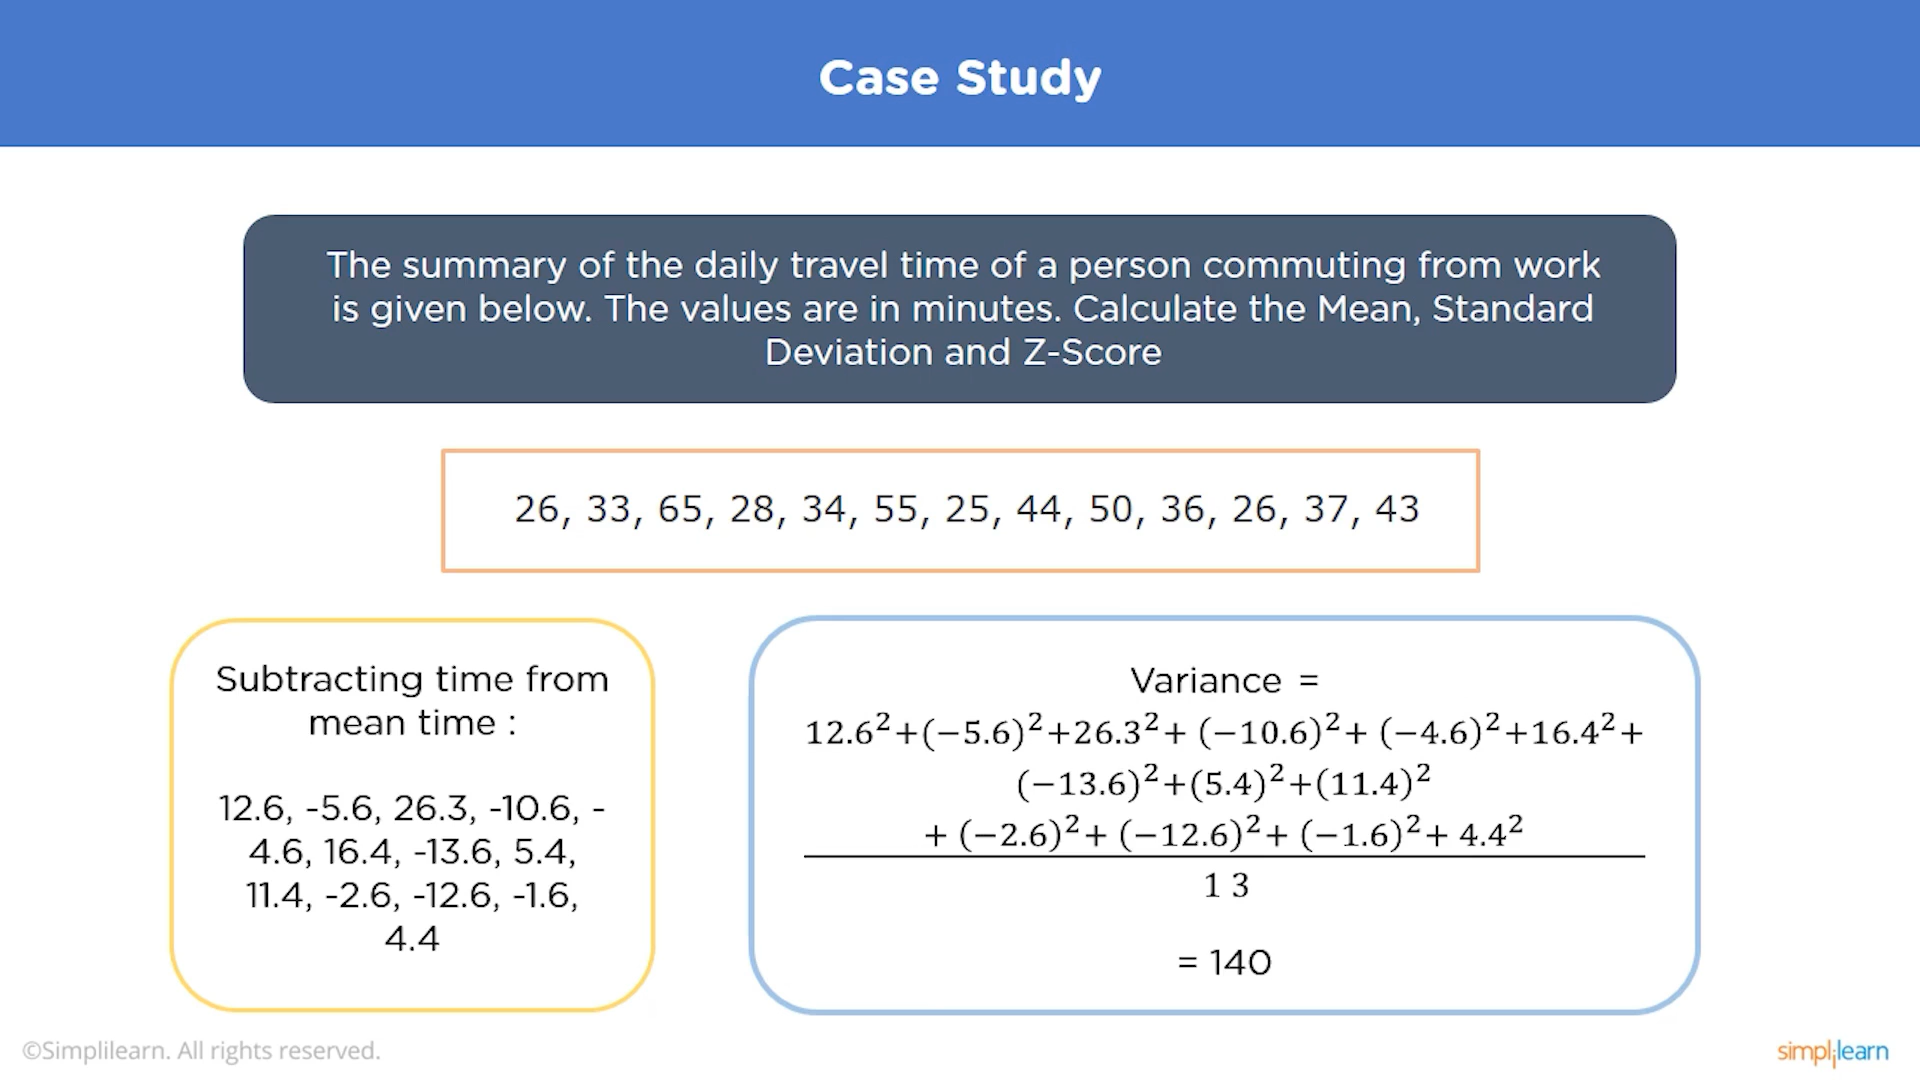 Case Study
The summary of the daily travel time of a person commuting from work
is given below. The values are in minutes. Calculate the Mean, Standard
Deviation and Z-Score
26, 33, 65, 28, 34, 55, 25, 44, 50, 36, 26, 37, 43
Subtracting time from
mean time :
12.6, -5.6, 26.3, -10.6, -
4.6, 16.4, -13.6, 5.4,
11.4, -2.6, -12.6, -1.6,
4.4
Variance =
12.6²+(−5.6)²+26.3²+ (−10.6)²+ (−4.6)²+16.4²+
(−13.6)²+(5.4)²+(11.4)²
+ (−2.6)²+ (−12.6)²+ (−1.6)²+ 4.4²
1 3
= 140
©Simplilearn. All rights reserved.
simplilearn